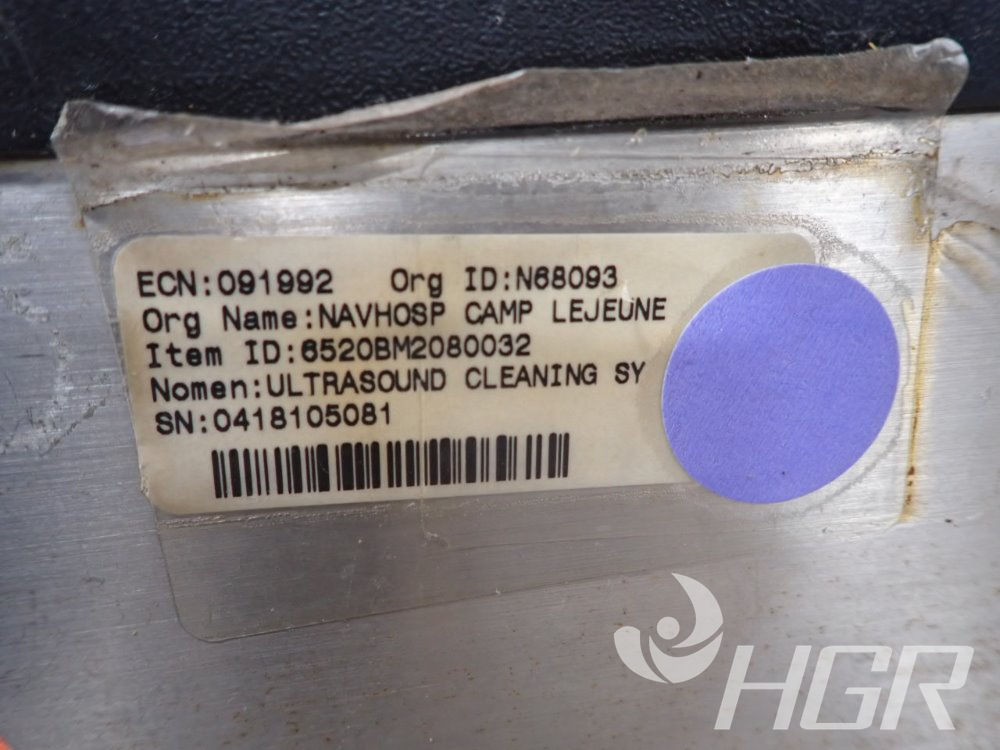 ECN:091992 Org ID:N68093
Org Name:NAVHOSP CAMP LEJEUNE
Item ID:6520BM2080032
Nomen:ULTRASOUND CLEANING SY
SN:0418105081
HGR